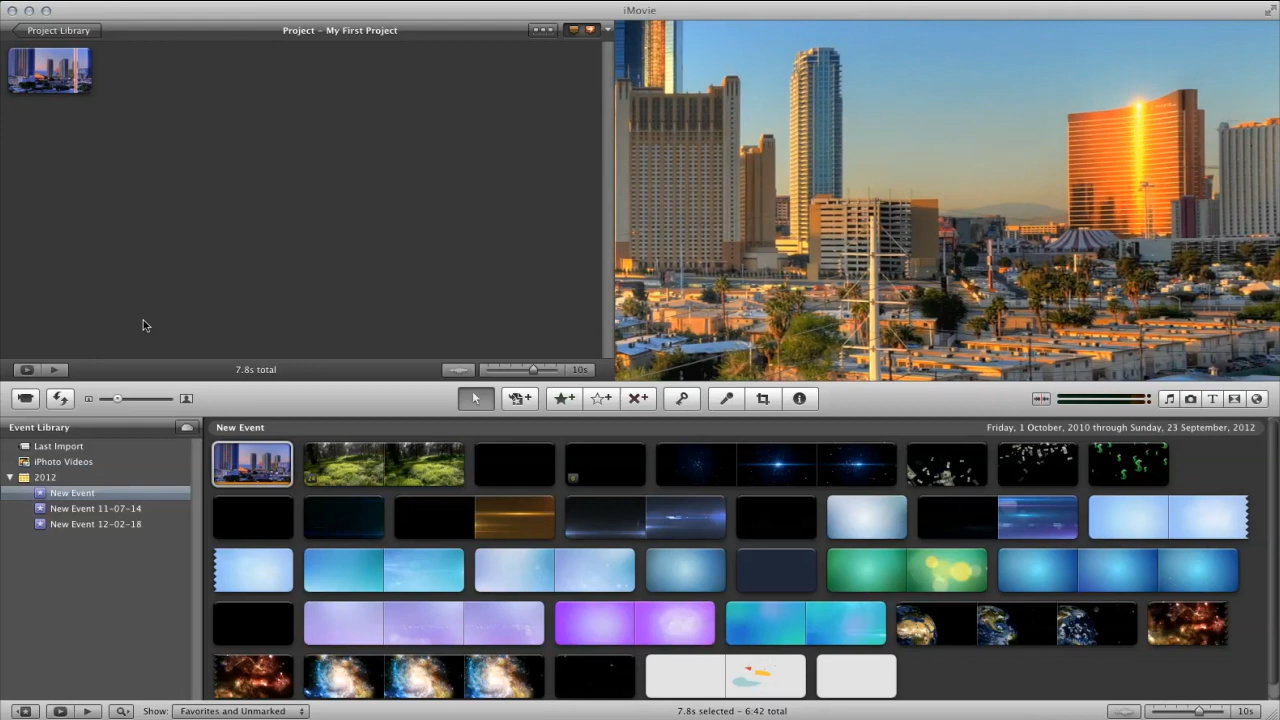 iMovie
Project Library
Project – My First Project
7.8s total
10s
Event Library
New Event
Friday, 1 October, 2010 through Sunday, 23 September, 2012
Last Import
iPhoto Videos
2012
New Event
New Event 11-07-14
New Event 12-02-18
Show:
Favorites and Unmarked
7.8s selected – 6:42 total
10s